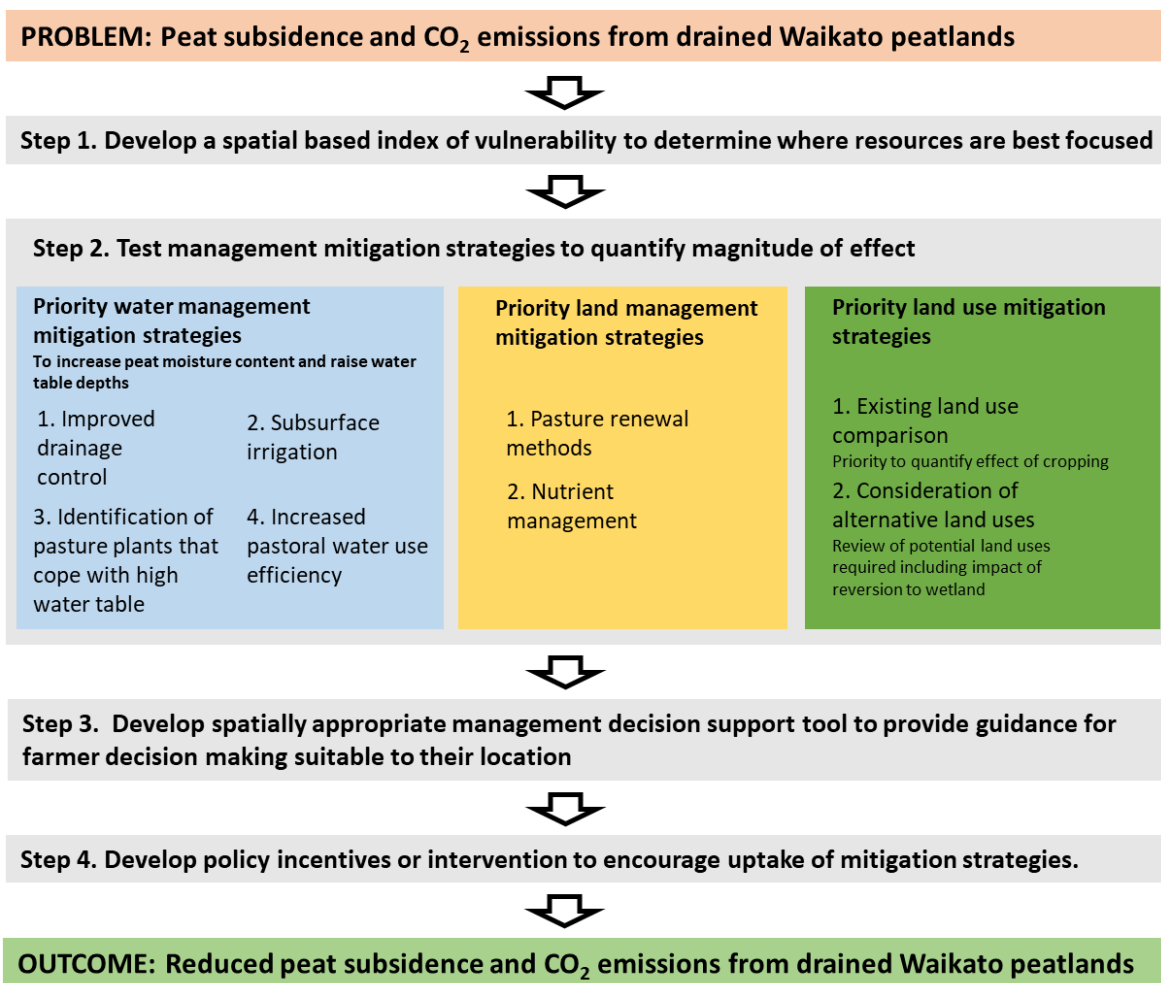 PROBLEM: Peat subsidence and CO₂ emissions from drained Waikato peatlands
Step 1. Develop a spatial based index of vulnerability to determine where resources are best focused
Step 2. Test management mitigation strategies to quantify magnitude of effect
Priority water management
mitigation strategies
To increase peat moisture content and raise water
table depths
1. Improved
drainage
control
2. Subsurface
irrigation
3. Identification of
pasture plants that
cope with high
water table
4. Increased
pastoral water use
efficiency
Priority land management
mitigation strategies
1. Pasture renewal
methods
2. Nutrient
management
Priority land use mitigation
strategies
1. Existing land use
comparison
Priority to quantify effect of cropping
2. Consideration of
alternative land uses
Review of potential land uses
required including impact of
reversion to wetland
Step 3. Develop spatially appropriate management decision support tool to provide guidance for
farmer decision making suitable to their location
Step 4. Develop policy incentives or intervention to encourage uptake of mitigation strategies.
OUTCOME: Reduced peat subsidence and CO₂ emissions from drained Waikato peatlands